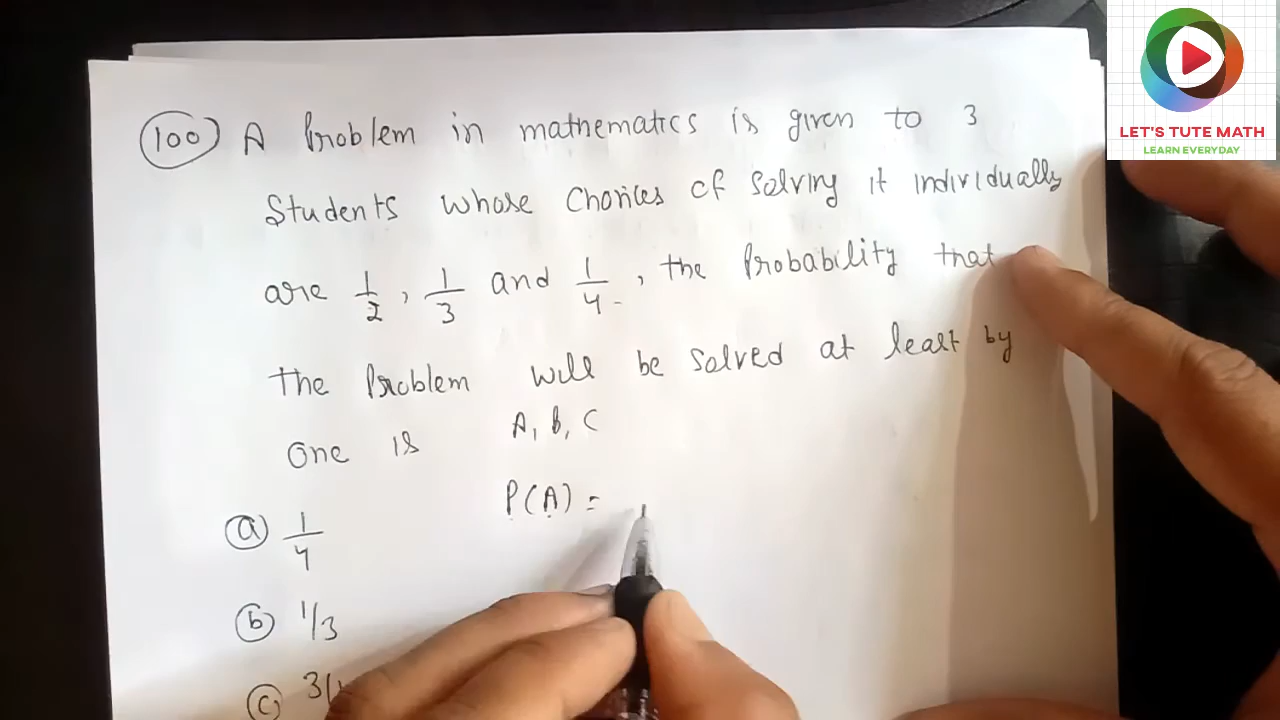 LET'S TUTE MATH
LEARN EVERYDAY
100) A Problem in mathematics is given to 3
Students whose Chonices of Solving it individually
are 1/2, 1/3 and 1/4, the Probability that
the Problem will be solved at least by
One is
A, B, C
P(A) =
(a) 1/4
(b) 1/3
(c) 3/